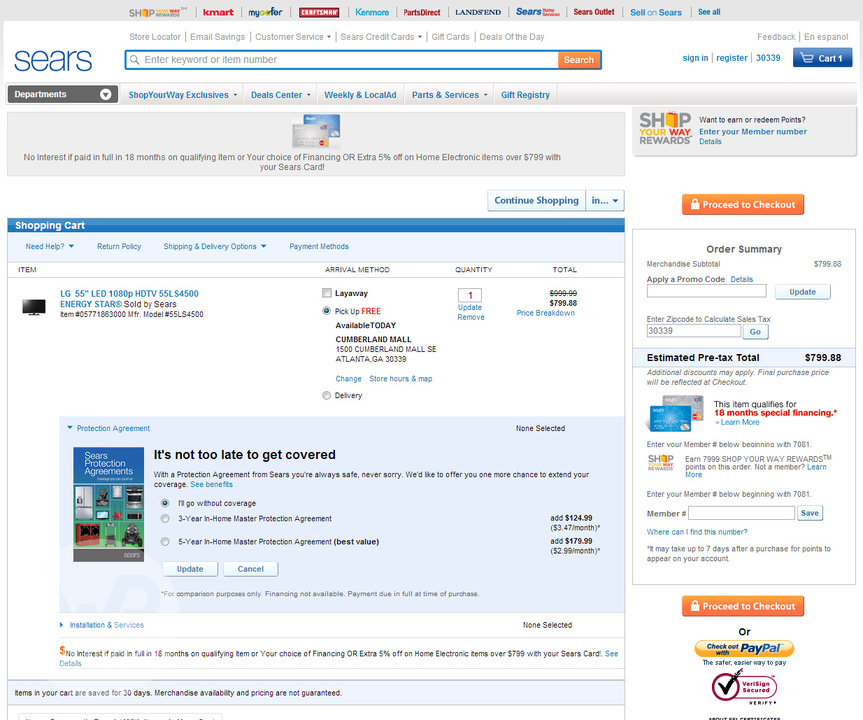 SHOP YOUR WAY REWARDS kmart mygofer CRAFTSMAN Kenmore PartsDirect LANDS'END Sears Home Services Sears Outlet Sell on Sears See all
Store Locator Email Savings Customer Service Sears Credit Cards Gift Cards Deals Of the Day
Feedback En espanol
sears
Enter keyword or item number Search
sign in register 30339 Cart 1
Departments ShopYourWay Exclusives Deals Center Weekly & LocalAd Parts & Services Gift Registry
No Interest if paid in full in 18 months on qualifying Item or Your choice of Financing OR Extra 5% off on Home Electronic items over $799 with
your Sears Card!
SHOP YOUR WAY REWARDS
Want to earn or redeem Points?
Enter your Member number
Details
Continue Shopping in...
Proceed to Checkout
Shopping Cart
Need Help? Return Policy Shipping & Delivery Options Payment Methods
ITEM ARRIVAL METHOD QUANTITY TOTAL
LG 55" LED 1080p HDTV 55LS4500
ENERGY STAR® Sold by Sears
Item #05771863000 Mfr. Model #55LS4500
Layaway
Pick Up FREE
AvailableTODAY
CUMBERLAND MALL
1500 CUMBERLAND MALL SE
ATLANTA,GA 30339
Change Store hours & map
Delivery
1
Update
Remove
$999.99
$799.88
Price Breakdown
Protection Agreement None Selected
Sears
Protection
Agreements
sears
It's not too late to get covered
With a Protection Agreement from Sears you're always safe, never sorry. We'd like to offer you one more chance to extend your
coverage. See benefits
I'll go without coverage
3-Year In-Home Master Protection Agreement add $124.99
($3.47/month)*
5-Year In-Home Master Protection Agreement (best value) add $179.99
($2.99/month)*
Update Cancel
*For comparison purposes only. Financing not available. Payment due in full at time of purchase.
Installation & Services None Selected
$No Interest if paid in full in 18 months on qualifying Item or Your choice of Financing OR Extra 5% off on Home Electronic items over $799 with your Sears Card! See
Details
Items in your cart are saved for 30 days. Merchandise availability and pricing are not guaranteed.
Order Summary
Merchandise Subtotal $799.88
Apply a Promo Code Details
Update
Enter Zipcode to Calculate Sales Tax
30339 Go
Estimated Pre-tax Total $799.88
Additional discounts may apply. Final purchase price
will be reflected at Checkout.
This item qualifies for
18 months special financing.*
» Learn More
Enter your Member # below beginning with 7081.
SHOP YOUR WAY REWARDS
Earn 7999 SHOP YOUR WAY REWARDS™
points on this order. Not a member? Learn
More
Enter your Member # below beginning with 7081.
Member # Save
Where can I find this number?
*It may take up to 7 days after a purchase for points to
appear on your account.
Proceed to Checkout
Or
Check out with PayPal
The safer, easier way to pay
VeriSign
Secured
VERIFY
ABOUT SSL CERTIFICATES